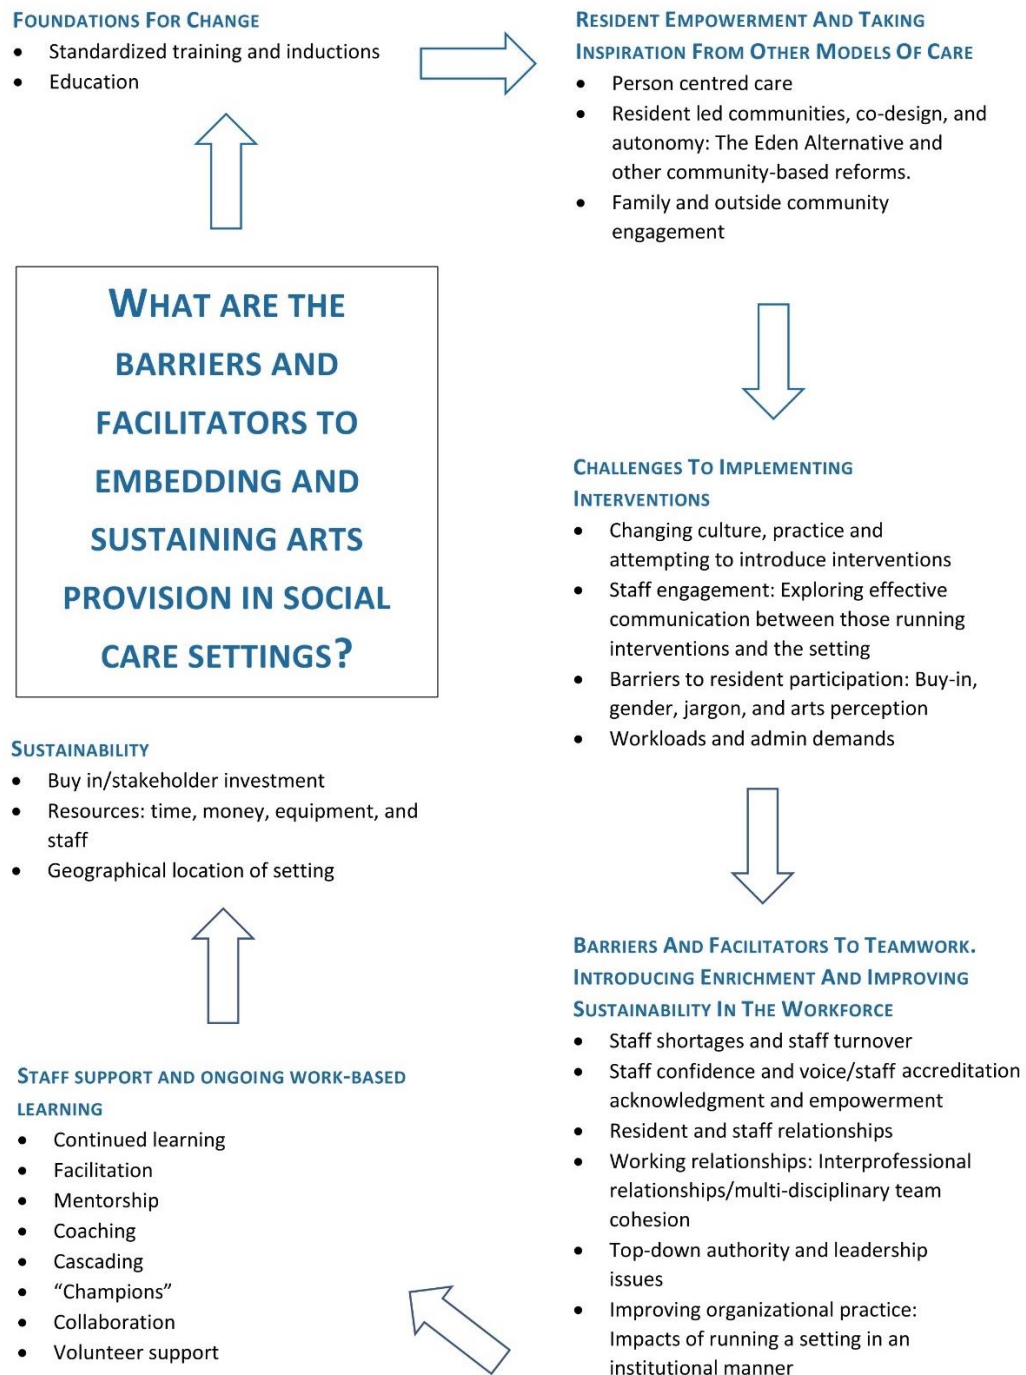 FOUNDATIONS FOR CHANGE
• Standardized training and inductions
• Education
RESIDENT EMPOWERMENT AND TAKING
INSPIRATION FROM OTHER MODELS OF CARE
• Person centred care
• Resident led communities, co-design, and
autonomy: The Eden Alternative and
other community-based reforms.
• Family and outside community
engagement
WHAT ARE THE
BARRIERS AND
FACILITATORS TO
EMBEDDING AND
SUSTAINING ARTS
PROVISION IN SOCIAL
CARE SETTINGS?
CHALLENGES TO IMPLEMENTING
INTERVENTIONS
• Changing culture, practice and
attempting to introduce interventions
• Staff engagement: Exploring effective
communication between those running
interventions and the setting
• Barriers to resident participation: Buy-in,
gender, jargon, and arts perception
• Workloads and admin demands
BARRIERS AND FACILITATORS TO TEAMWORK.
INTRODUCING ENRICHMENT AND IMPROVING
SUSTAINABILITY IN THE WORKFORCE
• Staff shortages and staff turnover
• Staff confidence and voice/staff accreditation
acknowledgment and empowerment
• Resident and staff relationships
• Working relationships: Interprofessional
relationships/multi-disciplinary team
cohesion
• Top-down authority and leadership
issues
• Improving organizational practice:
Impacts of running a setting in an
institutional manner
STAFF SUPPORT AND ONGOING WORK-BASED
LEARNING
• Continued learning
• Facilitation
• Mentorship
• Coaching
• Cascading
• “Champions”
• Collaboration
• Volunteer support
SUSTAINABILITY
• Buy in/stakeholder investment
• Resources: time, money, equipment, and
staff
• Geographical location of setting